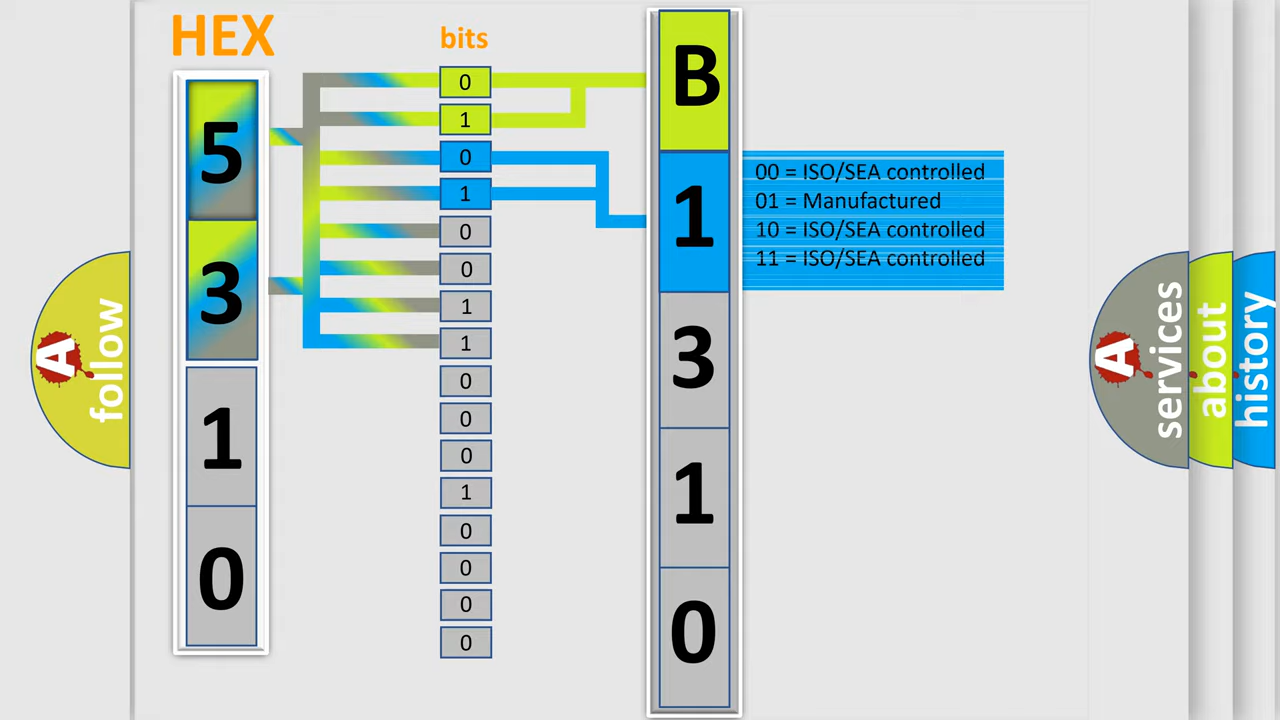 HEX
bits
5
3
1
0
0
1
0
1
0
0
1
1
0
0
0
1
0
0
0
0
B
1
3
1
0
00 = ISO/SEA controlled
01 = Manufactured
10 = ISO/SEA controlled
11 = ISO/SEA controlled
A
follow
A
services
about
history